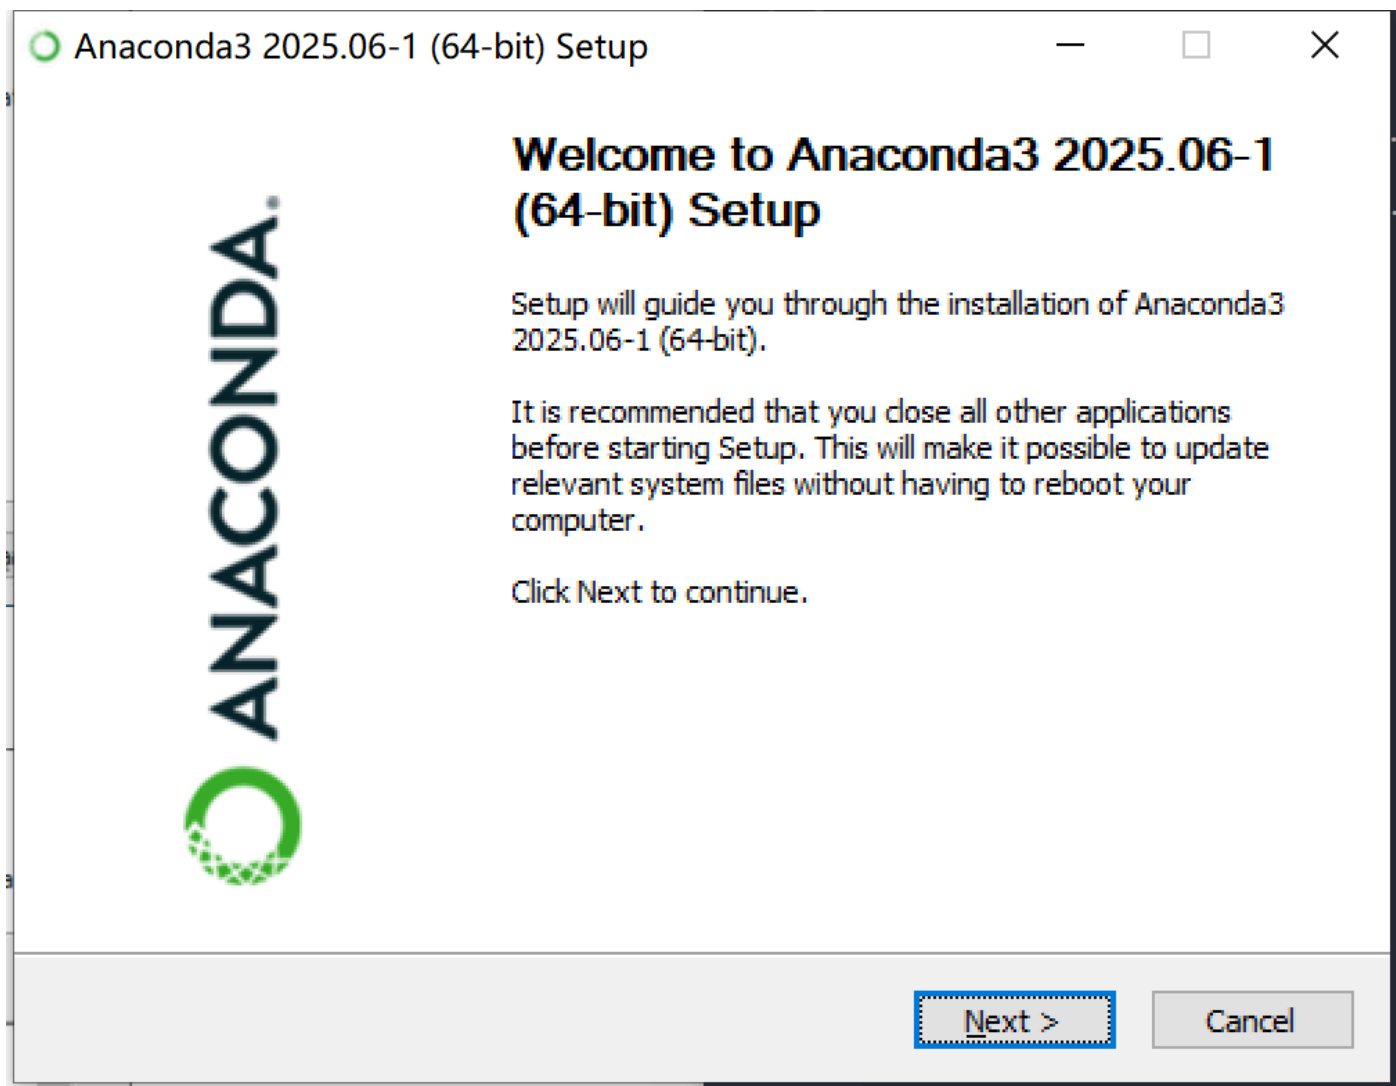 Anaconda3 2025.06-1 (64-bit) Setup
ANACONDA.
Welcome to Anaconda3 2025.06-1
(64-bit) Setup
Setup will guide you through the installation of Anaconda3
2025.06-1 (64-bit).
It is recommended that you close all other applications
before starting Setup. This will make it possible to update
relevant system files without having to reboot your
computer.
Click Next to continue.
Next >
Cancel